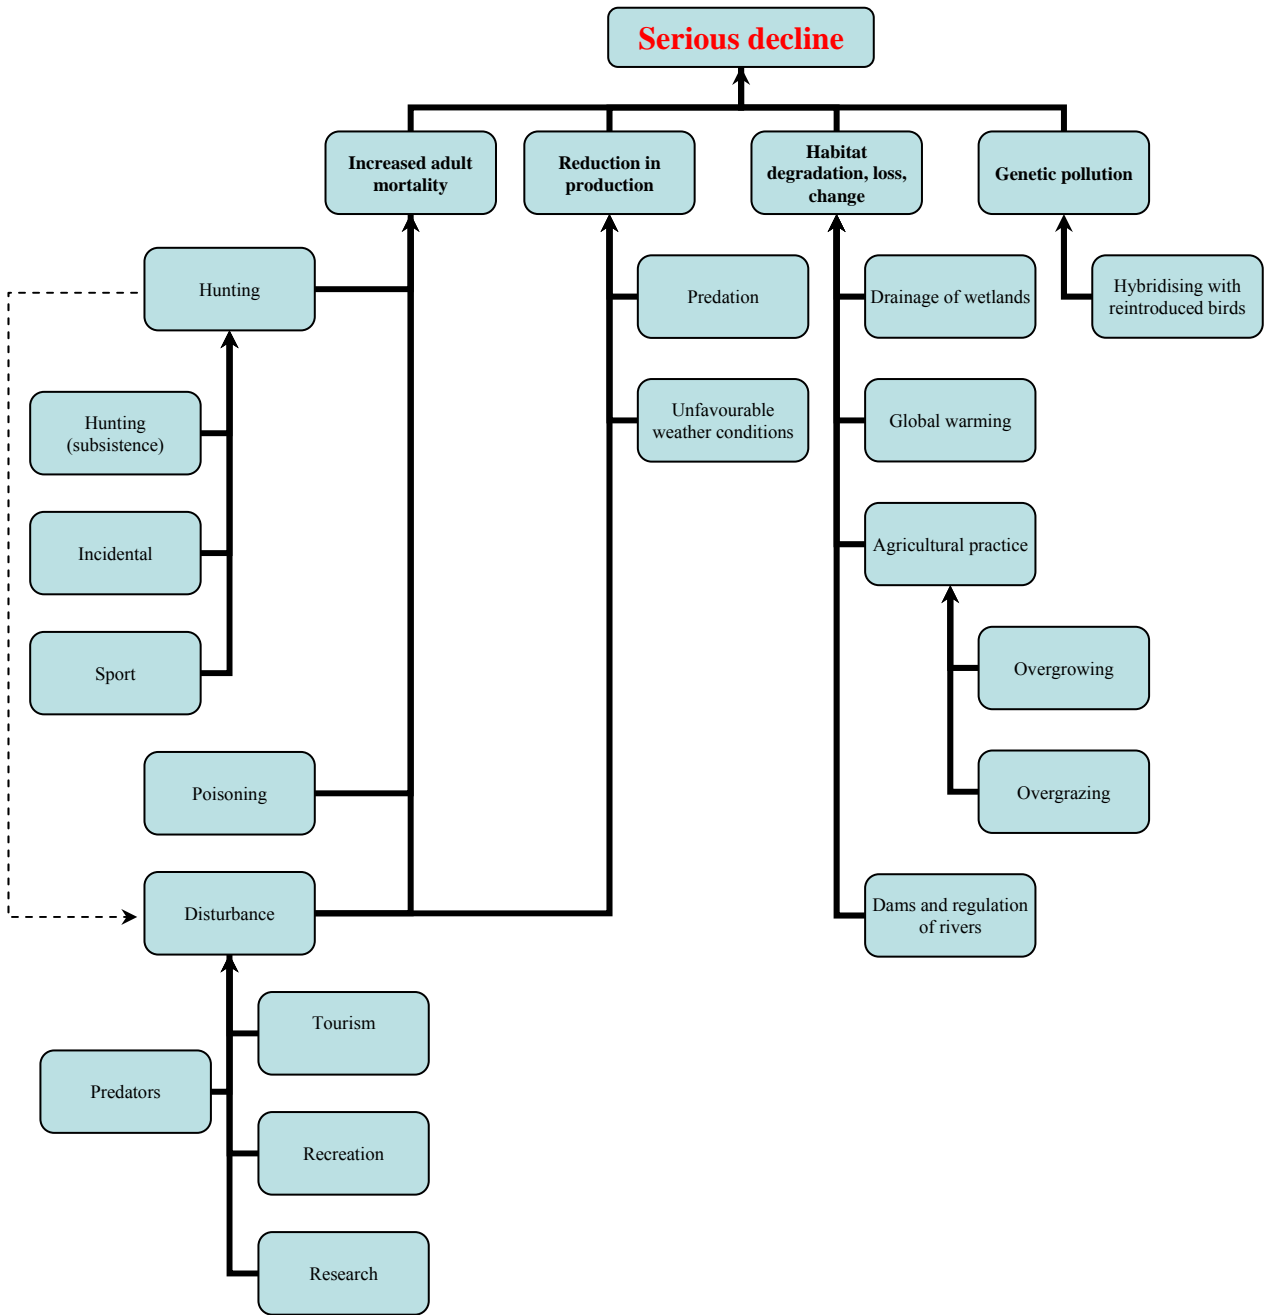 Serious decline
Increased adult
mortality
Reduction in
production
Habitat
degradation, loss,
change
Genetic pollution
Hunting
Predation
Drainage of wetlands
Hybridising with
reintroduced birds
Hunting
(subsistence)
Unfavourable
weather conditions
Global warming
Incidental
Agricultural practice
Sport
Overgrowing
Poisoning
Overgrazing
Disturbance
Dams and regulation
of rivers
Tourism
Predators
Recreation
Research